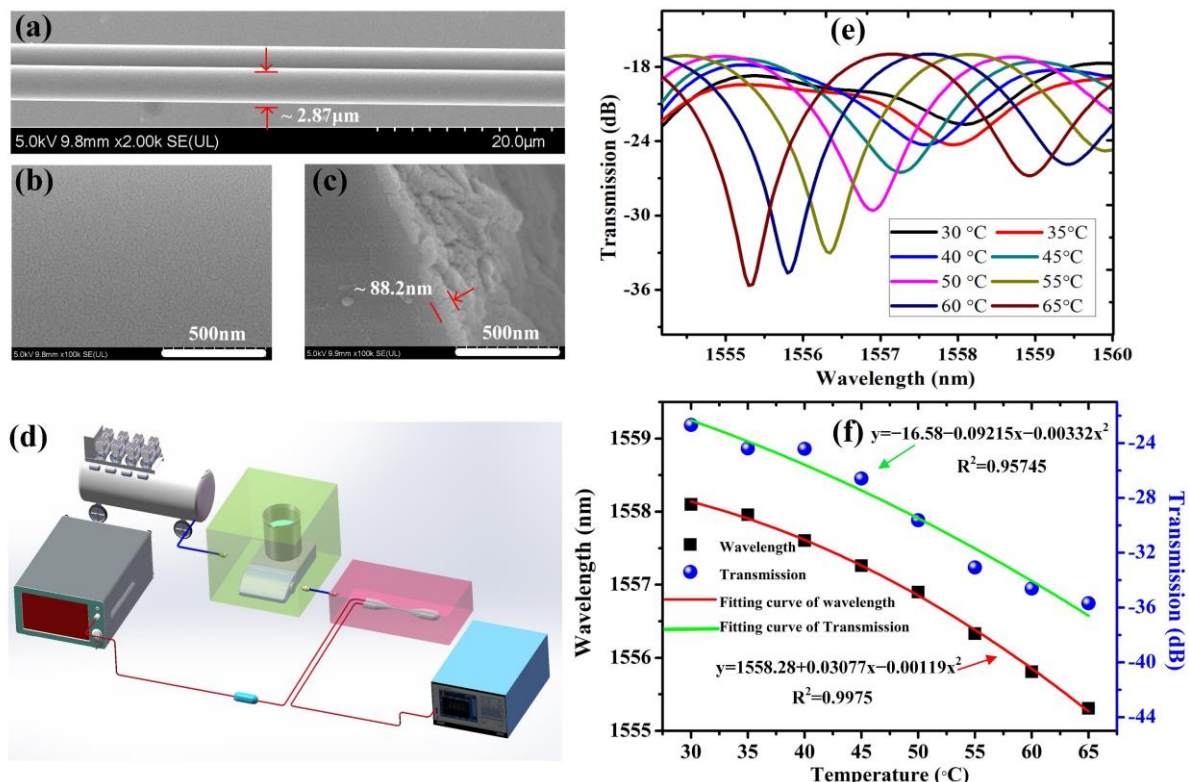 (a)
~ 2.87μm
5.0kV 9.8mm x2.00k SE(UL)
20.0μm
(b)
500nm
5.0kV 9.8mm x100k SE(UL)
(c)
~ 88.2nm
500nm
5.0kV 9.9mm x100k SE(UL)
(d)
(e)
Transmission (dB)
-18
-24
-30
-36
30 °C 35°C
40 °C 45°C
50 °C 55°C
60 °C 65°C
1555 1556 1557 1558 1559 1560
Wavelength (nm)
(f)
y=−16.58−0.09215x−0.00332x²
R²=0.95745
Wavelength (nm)
1559
1558
1557
1556
1555
Wavelength
Transmission
Fitting curve of wavelength
Fitting curve of Transmission
y=1558.28+0.03077x−0.00119x²
R²=0.9975
-24
-28
-32
-36
-40
-44
Transmission (dB)
30 35 40 45 50 55 60 65
Temperature (°C)